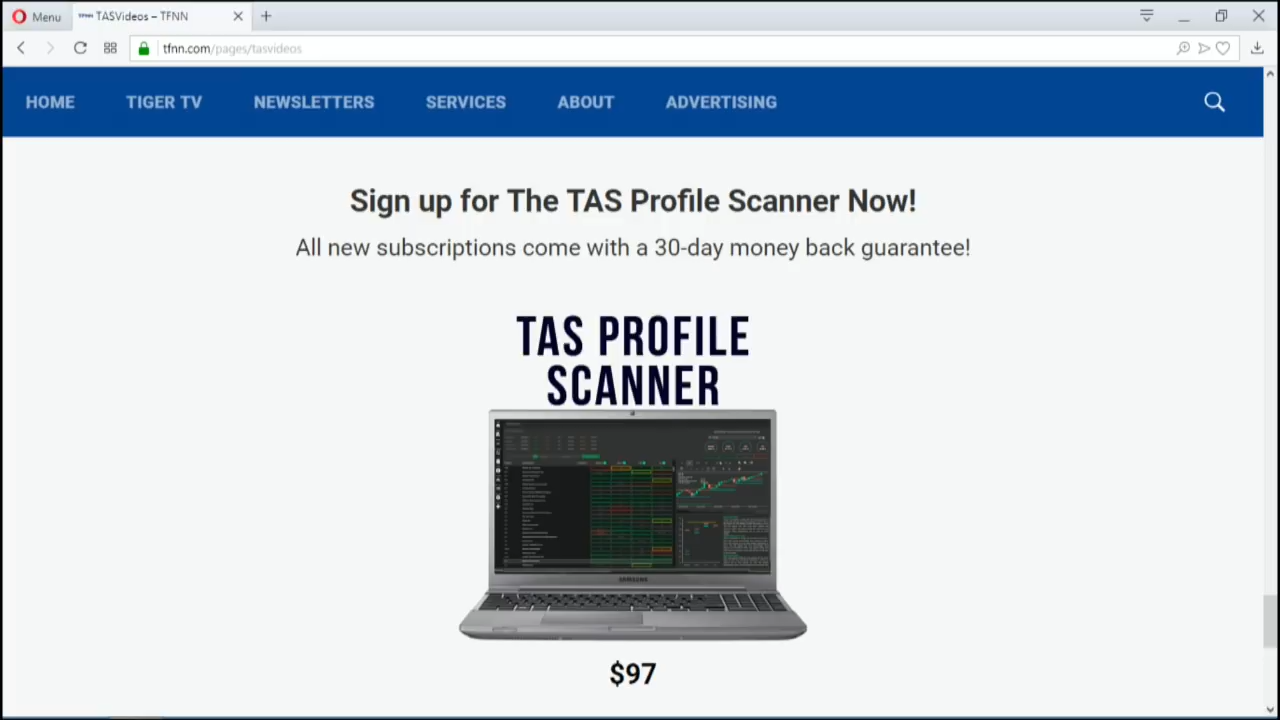 Menu
TFNN TASVideos – TFNN
tfnn.com/pages/tasvideos
HOME TIGER TV NEWSLETTERS SERVICES ABOUT ADVERTISING
Sign up for The TAS Profile Scanner Now!
All new subscriptions come with a 30-day money back guarantee!
TAS PROFILE
SCANNER
SAMSUNG
$97